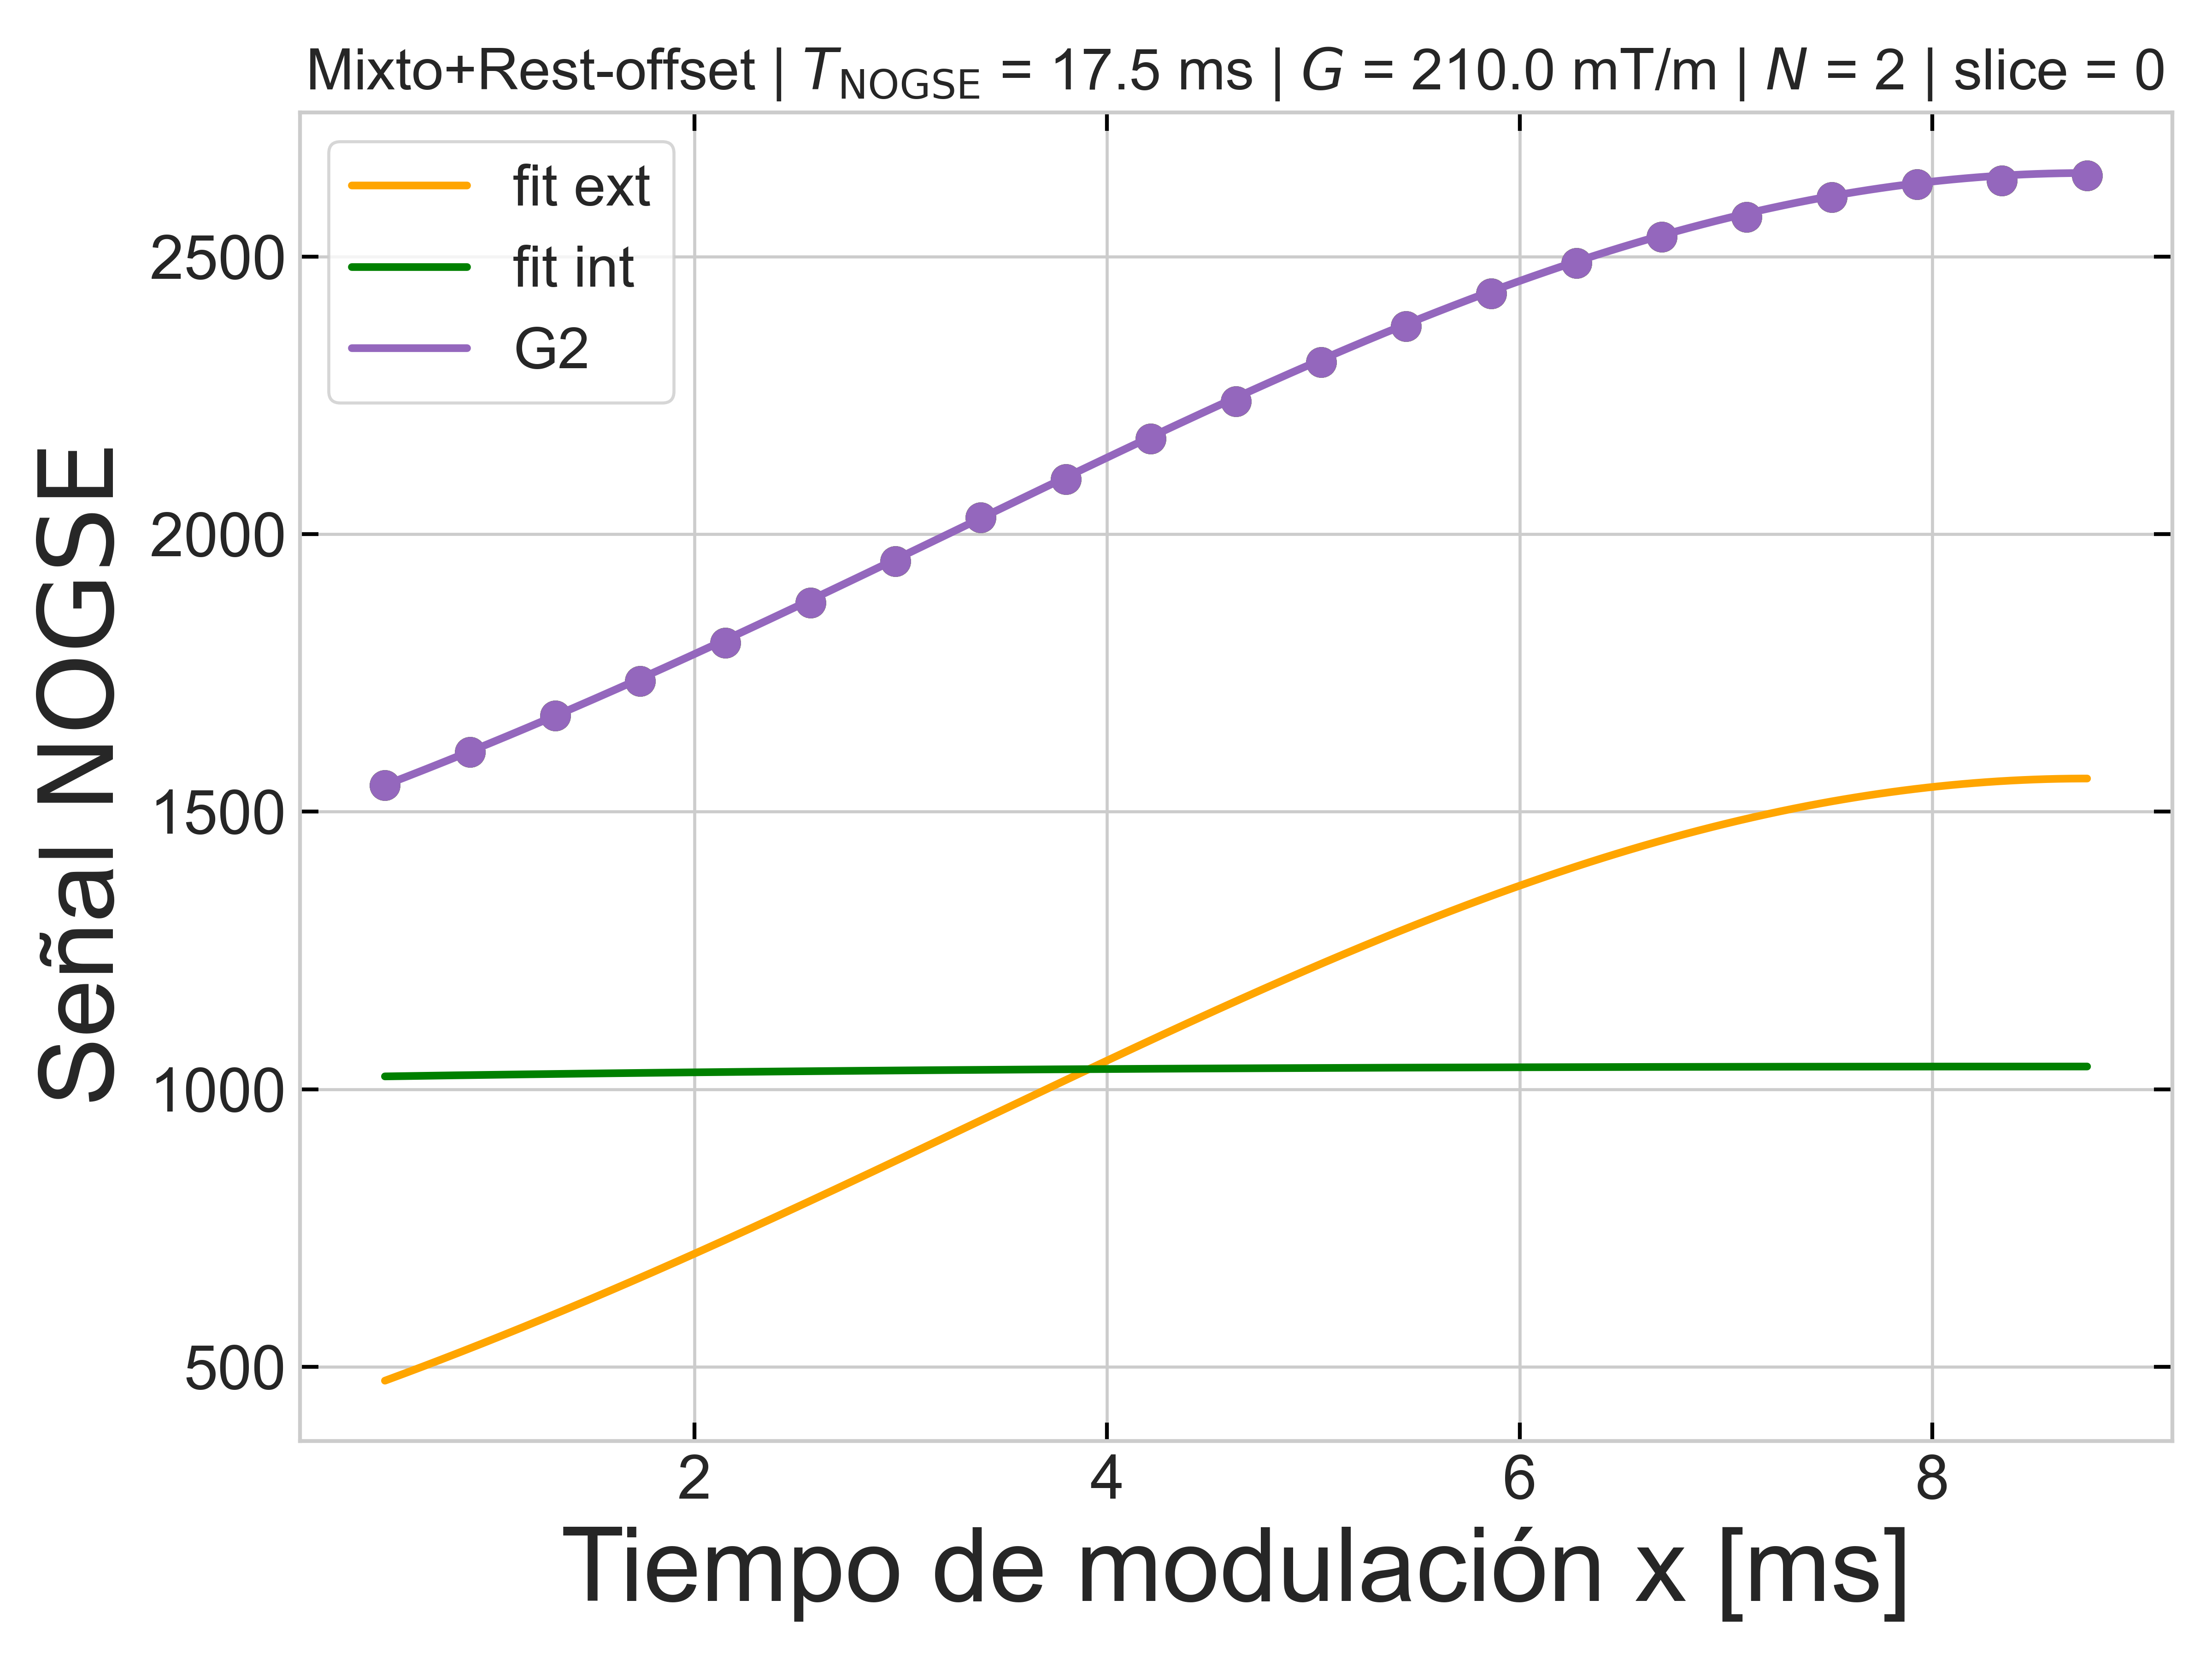 Mixto+Rest-offset | T_NOGSE = 17.5 ms | G = 210.0 mT/m | N = 2 | slice = 0
fit ext
fit int
G2
Señal NOGSE
2500
2000
1500
1000
500
2 4 6 8
Tiempo de modulación x [ms]